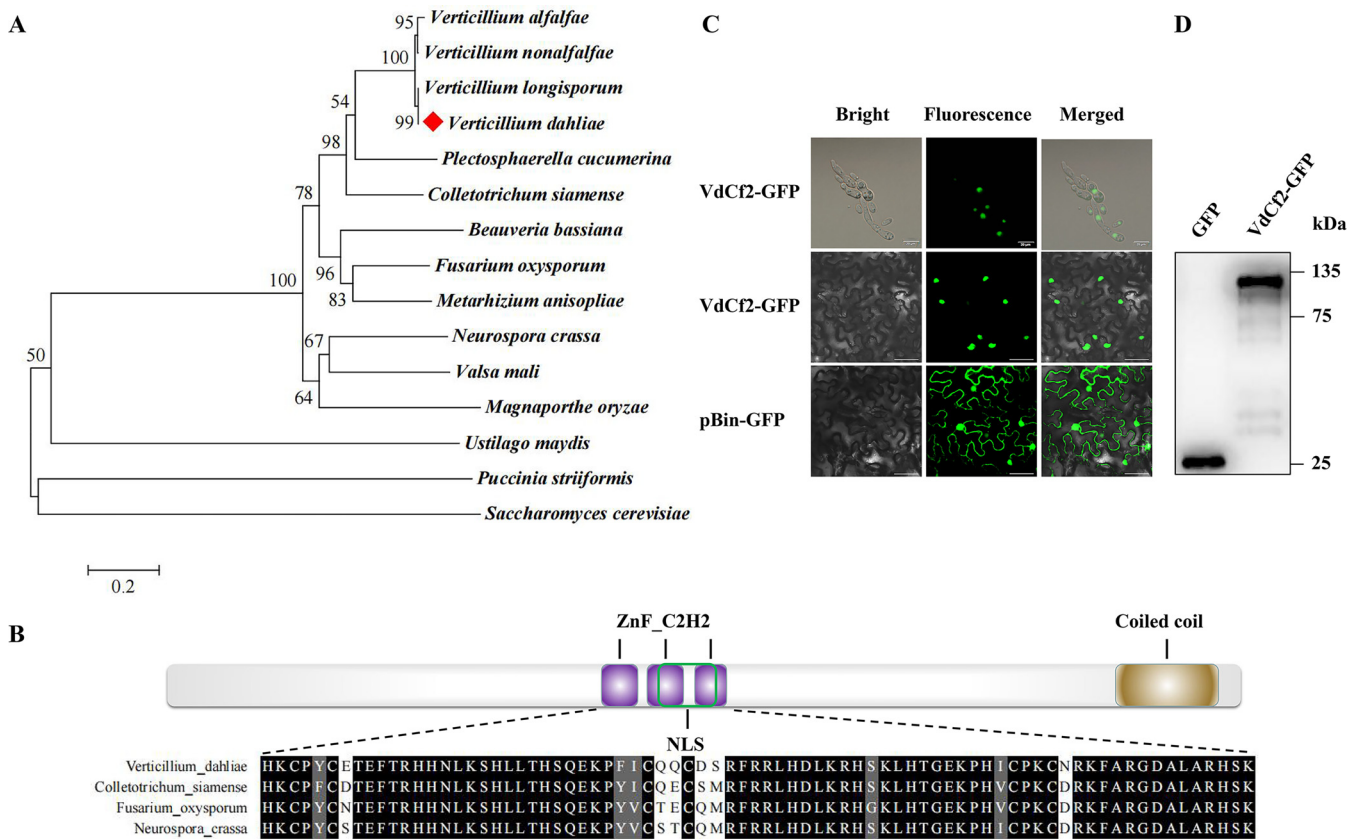 A
95
Verticillium alfalfae
Verticillium nonalfalfae
100
Verticillium longisporum
99
Verticillium dahliae
54
Plectosphaerella cucumerina
98
Colletotrichum siamense
78
Beauveria bassiana
96
Fusarium oxysporum
83
Metarhizium anisopliae
100
Neurospora crassa
67
Valsa mali
64
Magnaporthe oryzae
50
Ustilago maydis
Puccinia striiformis
Saccharomyces cerevisiae
0.2
C
Bright Fluorescence Merged
VdCf2-GFP
VdCf2-GFP
pBin-GFP
D
GFP
VdCf2-GFP
kDa
135
75
25
B
ZnF_C2H2
Coiled coil
NLS
Verticillium_dahliae HKCPYCETEFTRHHNLKSHLLTHSQEKPFICQQCDSRFRRLHDLKRHSKLHTGEKPHICPKCNRKFARGDALARHSK
Colletotrichum_siamense HKCPFCDTEFTRHHNLKSHLLTHSQEKPYICQECSMRFRRLHDLKRHSKLHTGEKPHVCPKCDRKFARGDALARHSK
Fusarium_oxysporum HKCPYCNTEFTRHHNLKSHLLTHSQEKPYVCTECQMRFRRLHDLKRHGKLHTGEKPHVCPKCDRKFARGDALARHSK
Neurospora_crassa HKCPYCSTEFTRHHNLKSHLLTHSQEKPYVCSTCQMRFRRLHDLKRHSKLHTGEKPHICPKCDRKFARGDALARHSK